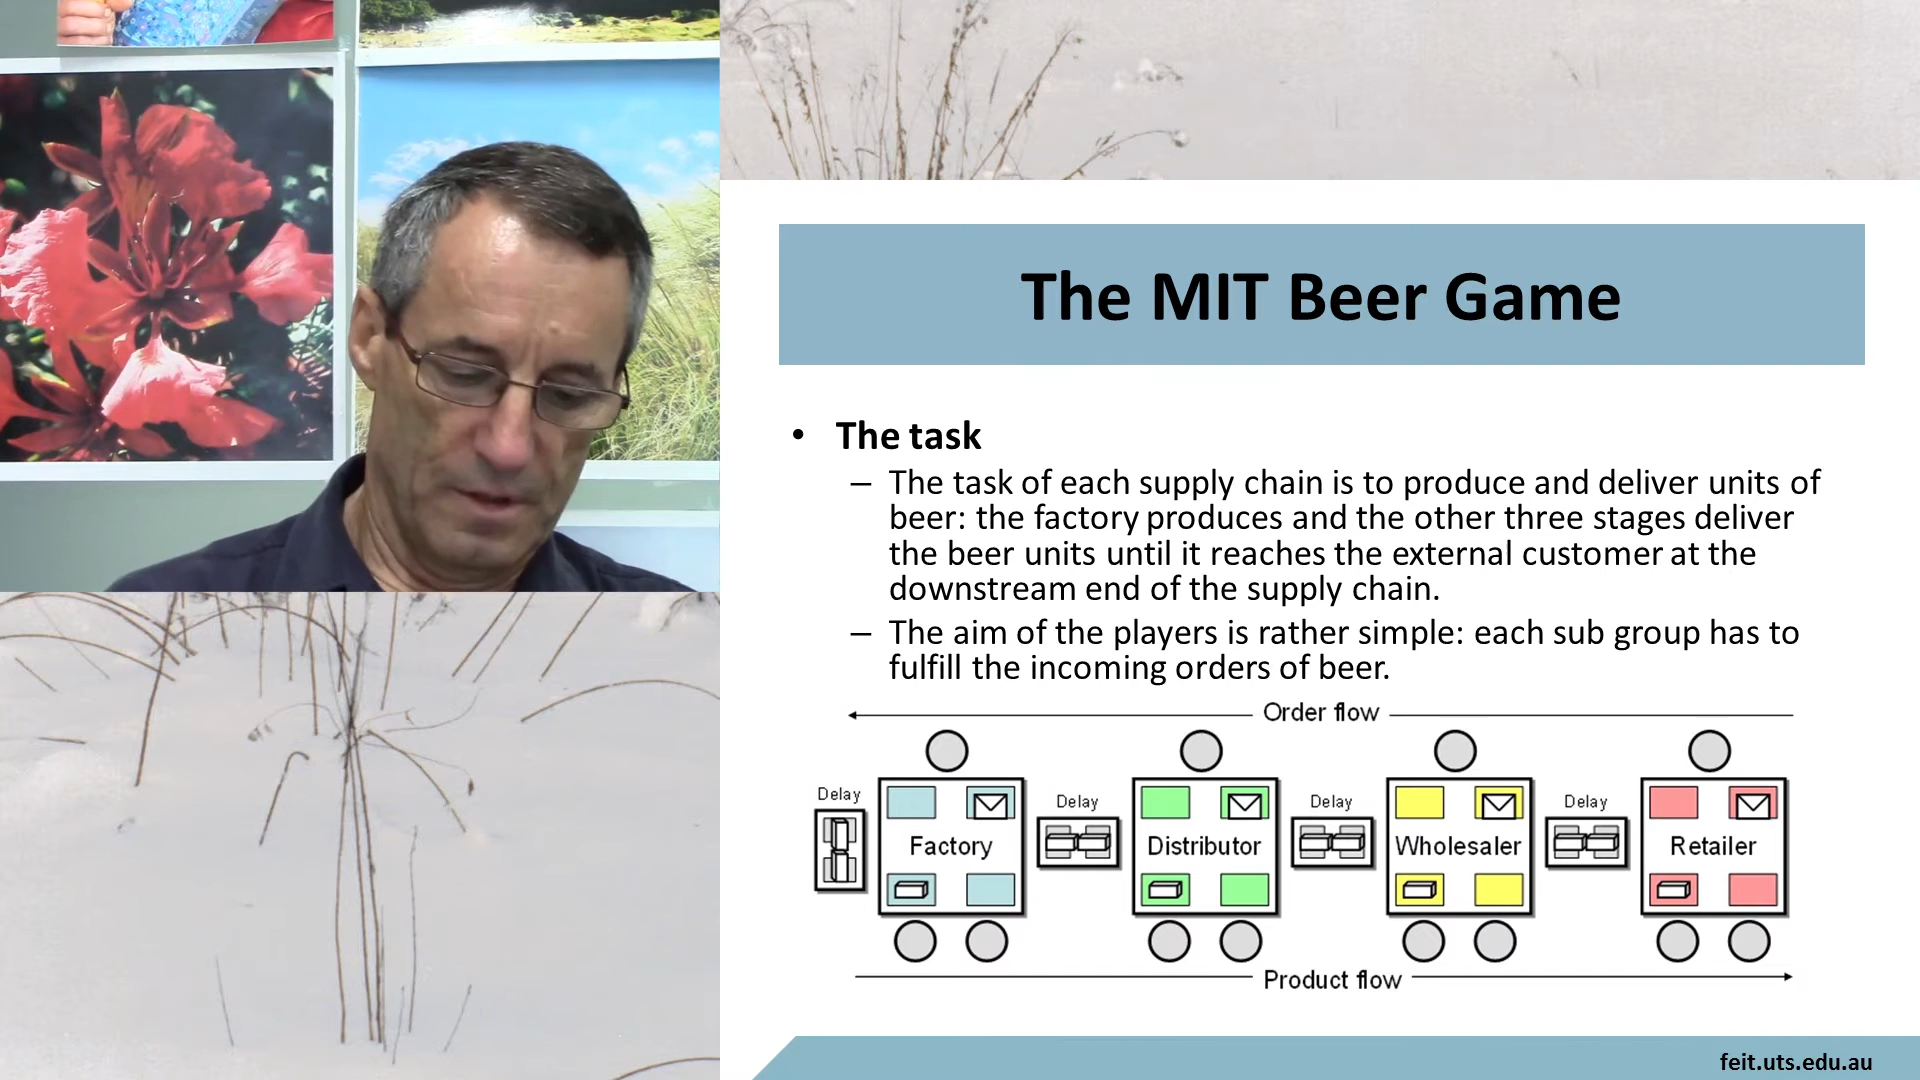 The MIT Beer Game
• The task
– The task of each supply chain is to produce and deliver units of
beer: the factory produces and the other three stages deliver
the beer units until it reaches the external customer at the
downstream end of the supply chain.
– The aim of the players is rather simple: each sub group has to
fulfill the incoming orders of beer.
Order flow
Delay
Delay
Delay
Delay
Factory
Distributor
Wholesaler
Retailer
Product flow
feit.uts.edu.au